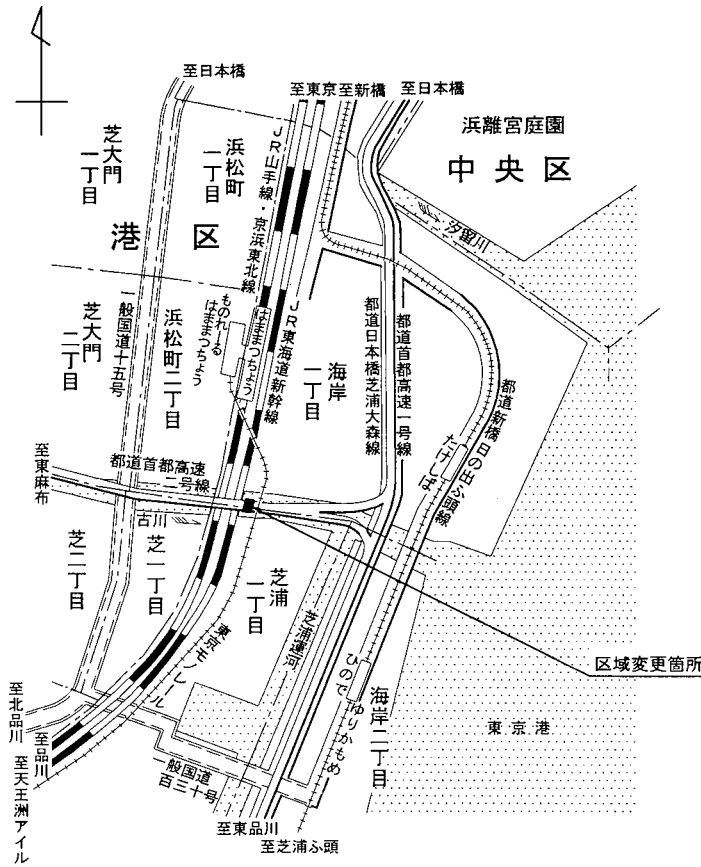 至日本橋
至東京
至新橋
至日本橋
浜離宮庭園
中央区
芝大門
一丁目
浜松町
一丁目
JR山手線・京浜東北線
汐留川
港区
芝大門
二丁目
一般国道十五号
浜松町二丁目
ものれーる
はままつちょう
はままつちょう
JR東海道新幹線
海岸
一丁目
都道日本橋芝浦大森線
都道首都高速一号線
都道新橋日の出ふ頭線
たけしば
至東麻布
都道首都高速
二号線
古川
芝二丁目
芝一丁目
芝浦
一丁目
芝浦運河
東京モノレール
区域変更箇所
ひので
ゆりかもめ
海岸二丁目
東京港
至北品川
至品川
至天王洲アイル
一般国道
百三十号
至東品川
至芝浦ふ頭